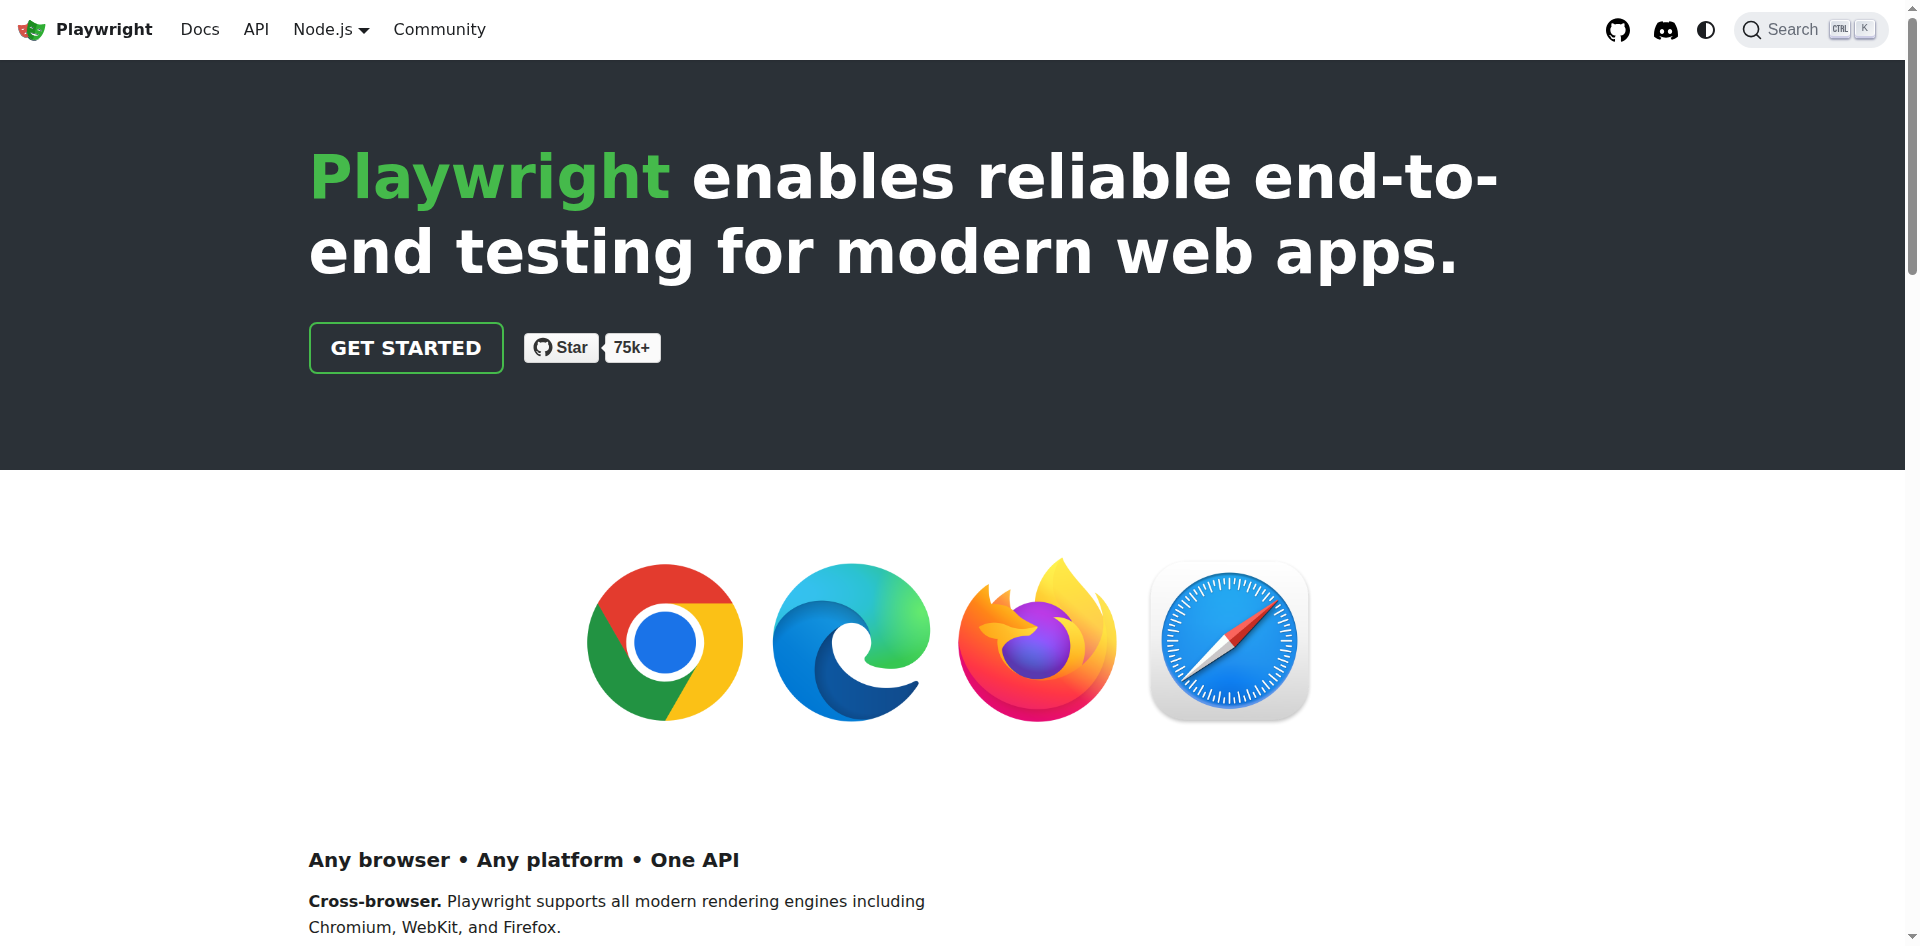 Playwright Docs API Node.js Community Search CTRL K
Playwright enables reliable end-to-
end testing for modern web apps.
GET STARTED Star 75k+
Any browser • Any platform • One API
Cross-browser. Playwright supports all modern rendering engines including
Chromium, WebKit, and Firefox.